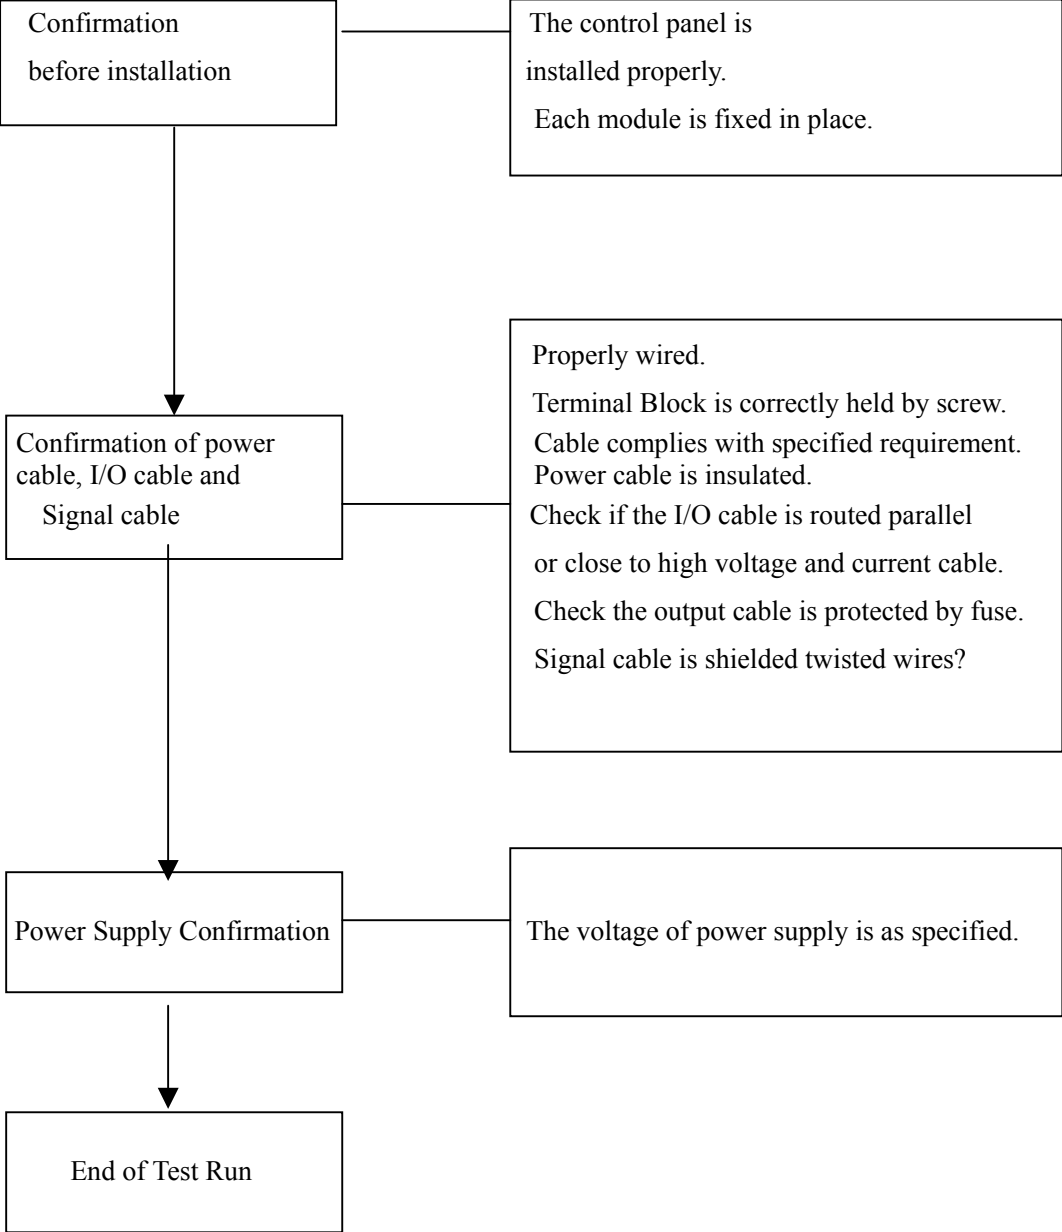 Confirmation
before installation
The control panel is
installed properly.
Each module is fixed in place.
Confirmation of power
cable, I/O cable and
Signal cable
Properly wired.
Terminal Block is correctly held by screw.
Cable complies with specified requirement.
Power cable is insulated.
Check if the I/O cable is routed parallel
or close to high voltage and current cable.
Check the output cable is protected by fuse.
Signal cable is shielded twisted wires?
Power Supply Confirmation
The voltage of power supply is as specified.
End of Test Run